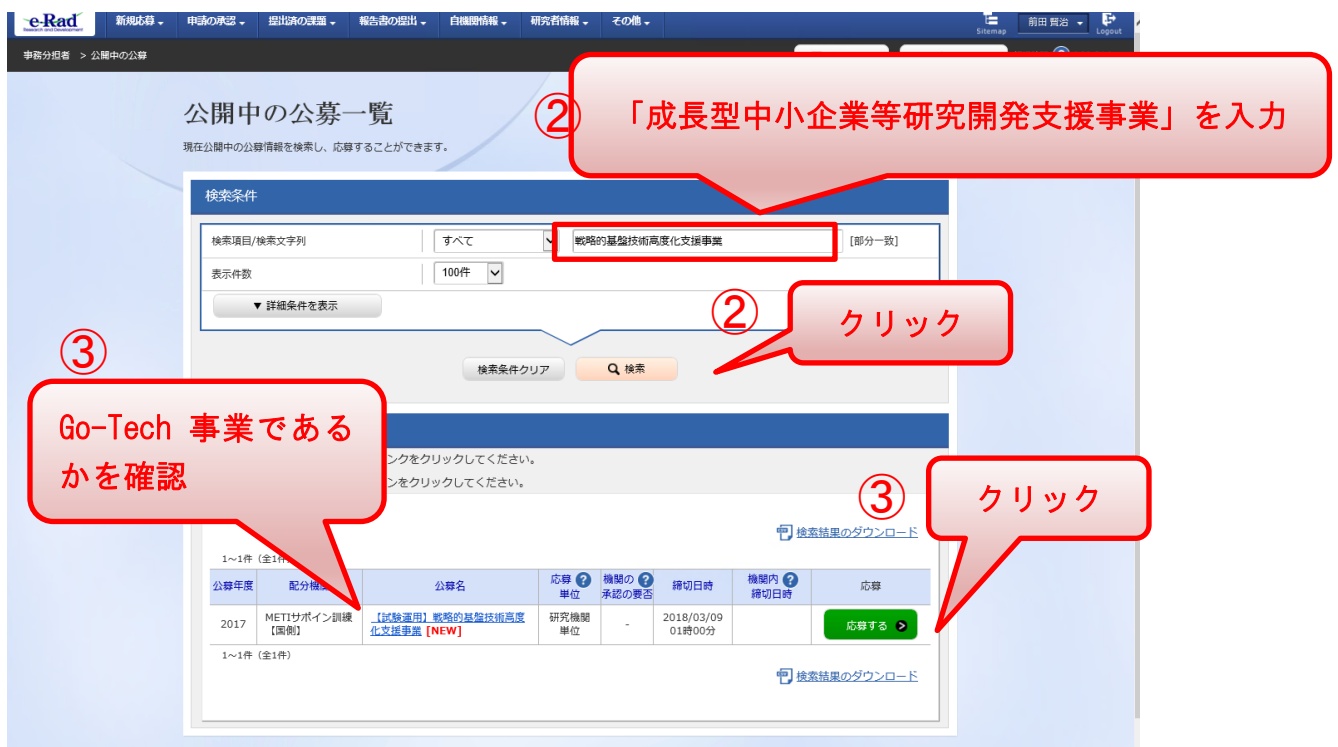 e-Rad
Research and Development
新規応募 申請の承認 提出済の課題 報告書の提出 自機関情報 研究者情報 その他
Sitemap
前田 賢治
Logout
事務分担者 > 公開中の公募
公開中の公募一覧
現在公開中の公募情報を検索し、応募することができます。
② 「成長型中小企業等研究開発支援事業」を入力
検索条件
検索項目/検索文字列 すべて 戦略的基盤技術高度化支援事業 [部分一致]
表示件数 100件
▼ 詳細条件を表示
② クリック
検索条件クリア 検索
③
Go-Tech 事業である
かを確認
ンクをクリックしてください。
ンをクリックしてください。
③ クリック
検索結果のダウンロード
1～1件 (全1件
公募年度 配分機 公募名 応募 ? 単位 機関の ? 承認の要否 締切日時 機関内 ? 締切日時 応募
2017 METIサポイン訓練【国側】 【試験運用】戦略的基盤技術高度化支援事業 [NEW] 研究機関単位 - 2018/03/09 01時00分 応募する
1～1件 (全1件)
検索結果のダウンロード